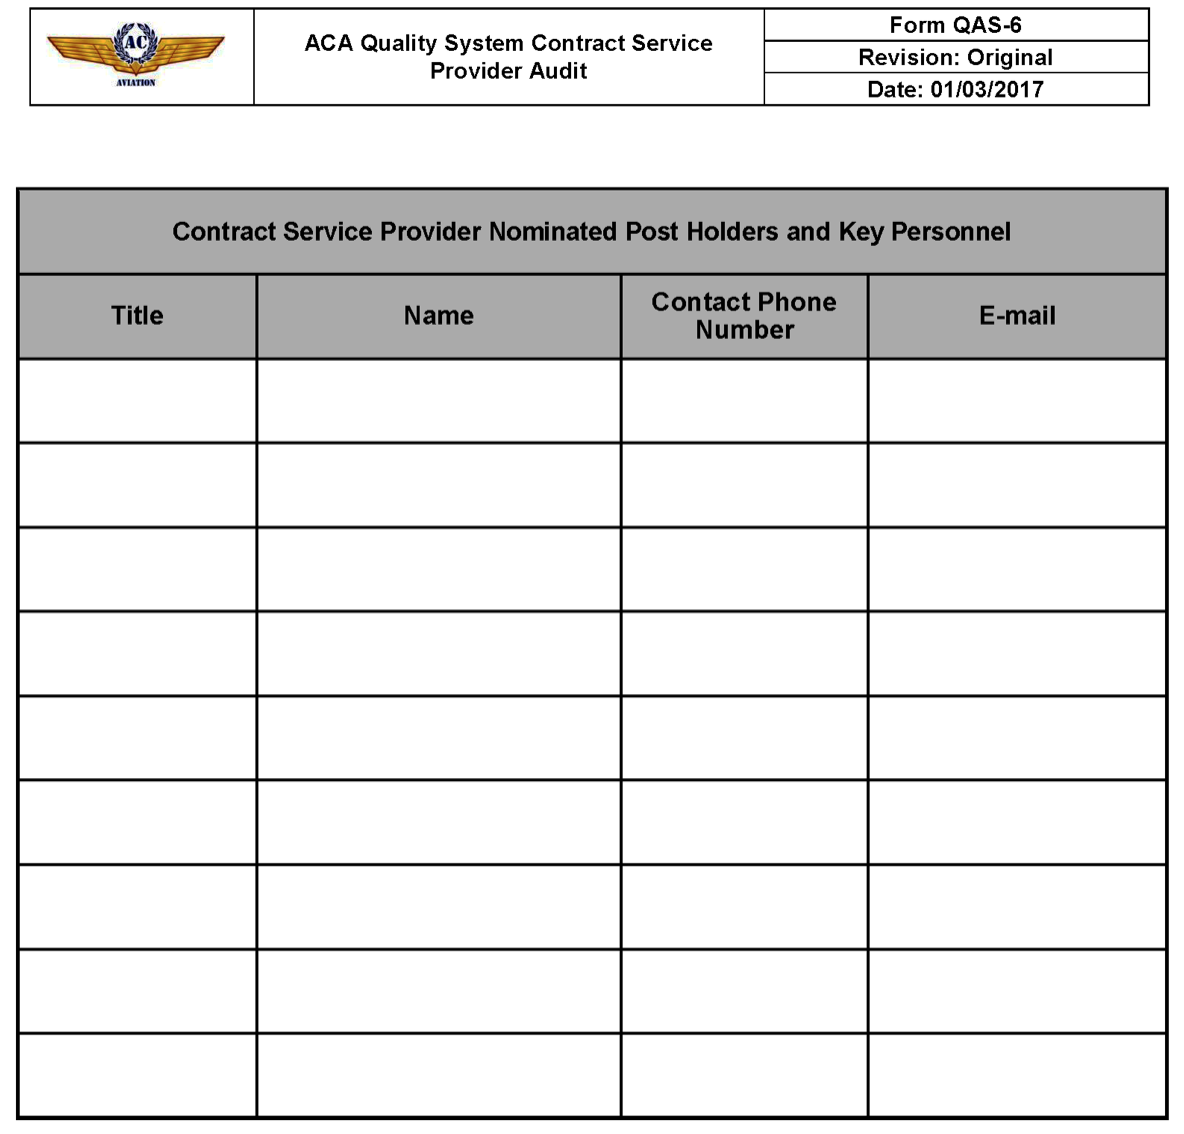 AC
AVIATION
ACA Quality System Contract Service
Provider Audit
Form QAS-6
Revision: Original
Date: 01/03/2017
Contract Service Provider Nominated Post Holders and Key Personnel
Title
Name
Contact Phone
Number
E-mail